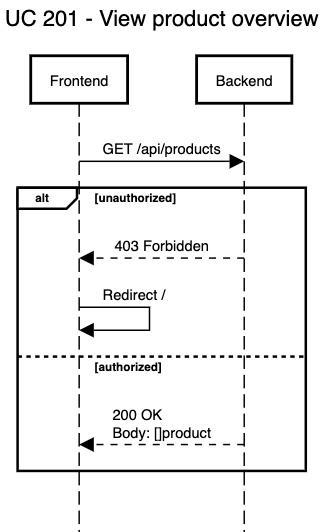 UC 201 - View product overview
Frontend
Backend
GET /api/products
alt
[unauthorized]
403 Forbidden
Redirect /
[authorized]
200 OK
Body: []product